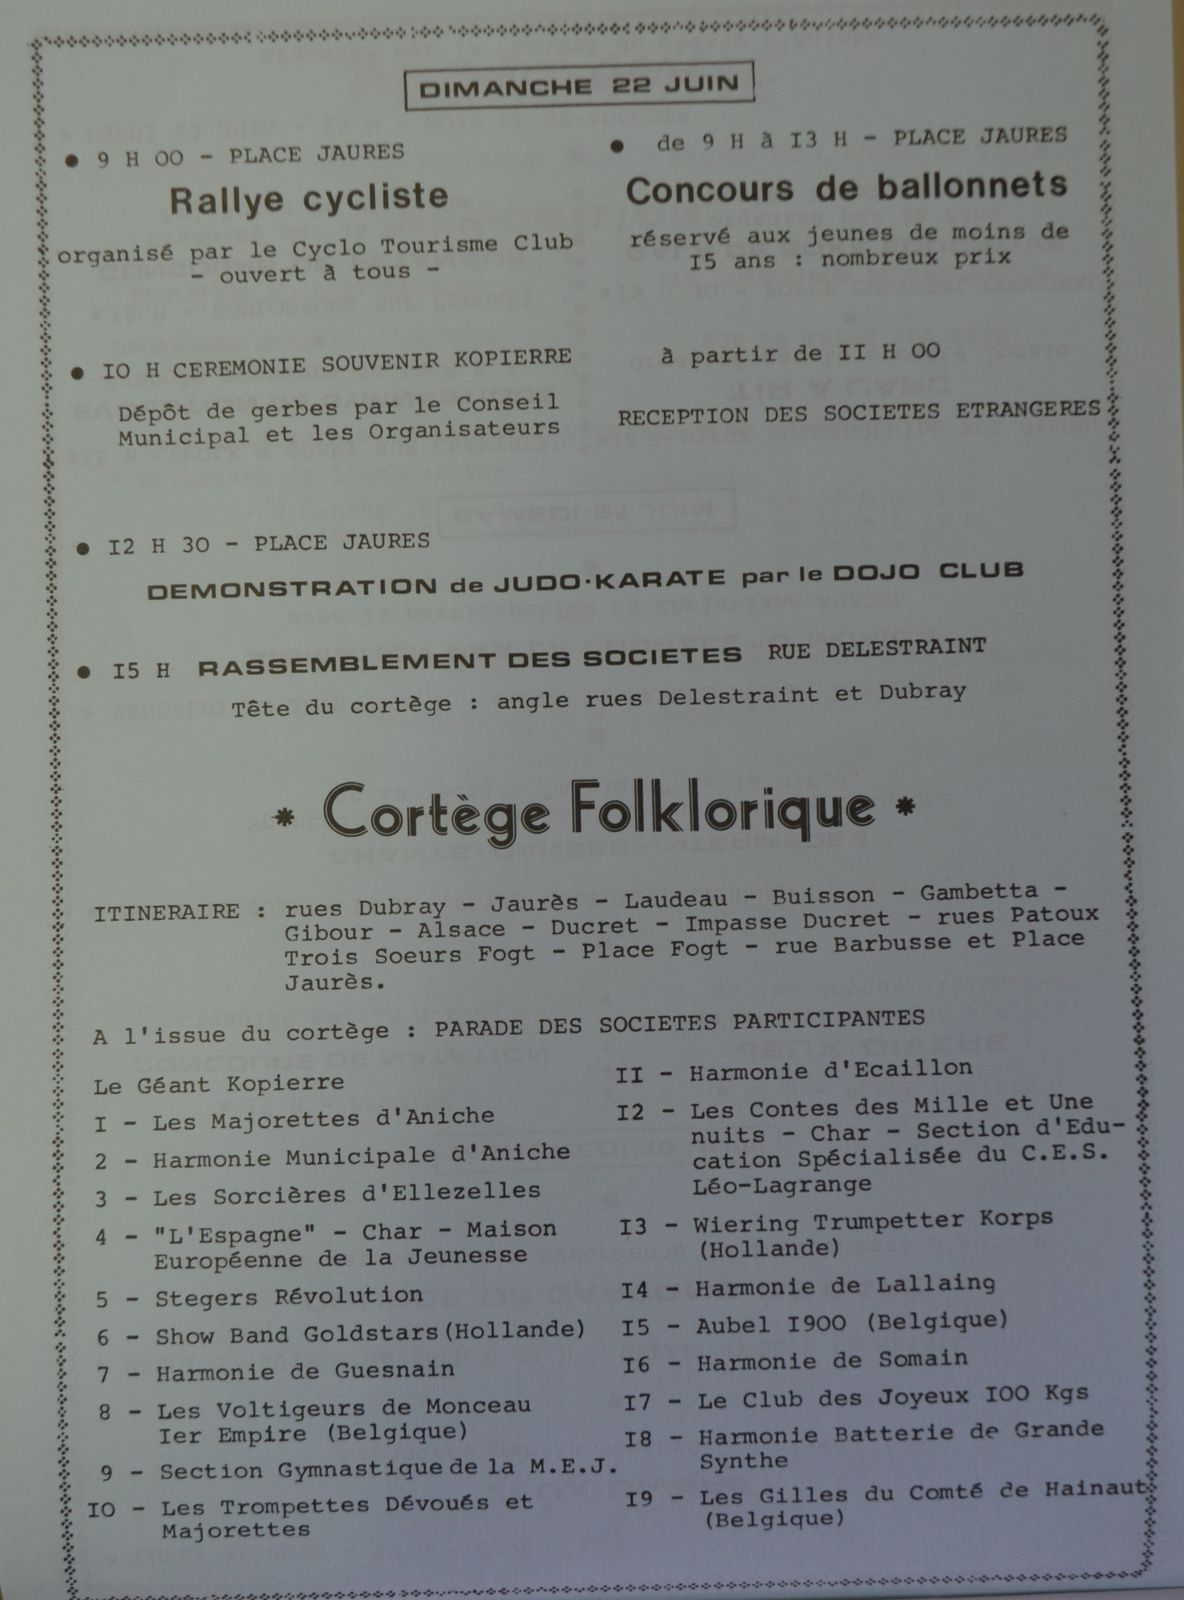 DIMANCHE 22 JUIN
• 9 H OO - PLACE JAURES
Rallye cycliste
organisé par le Cyclo Tourisme Club
- ouvert à tous -
• de 9 H à I3 H - PLACE JAURES
Concours de ballonnets
réservé aux jeunes de moins de
I5 ans : nombreux prix
• IO H CEREMONIE SOUVENIR KOPIERRE
Dépôt de gerbes par le Conseil
Municipal et les Organisateurs
à partir de II H OO
RECEPTION DES SOCIETES ETRANGERES
• I2 H 3O - PLACE JAURES
DEMONSTRATION de JUDO·KARATE par le DOJO CLUB
• I5 H RASSEMBLEMENT DES SOCIETES RUE DELESTRAINT
Tête du cortège : angle rues Delestraint et Dubray
* Cortège Folklorique *
ITINERAIRE : rues Dubray - Jaurès - Laudeau - Buisson - Gambetta -
Gibour - Alsace - Ducret - Impasse Ducret - rues Patoux
Trois Soeurs Fogt - Place Fogt - rue Barbusse et Place
Jaurès.
A l'issue du cortège : PARADE DES SOCIETES PARTICIPANTES
Le Géant Kopierre
I - Les Majorettes d'Aniche
2 - Harmonie Municipale d'Aniche
3 - Les Sorcières d'Ellezelles
4 - "L'Espagne" - Char - Maison
Européenne de la Jeunesse
5 - Stegers Révolution
6 - Show Band Goldstars (Hollande)
7 - Harmonie de Guesnain
8 - Les Voltigeurs de Monceau
Ier Empire (Belgique)
9 - Section Gymnastique de la M.E.J.
IO - Les Trompettes Dévoués et
Majorettes
II - Harmonie d'Ecaillon
I2 - Les Contes des Mille et Une
nuits - Char - Section d'Edu-
cation Spécialisée du C.E.S.
Léo-Lagrange
I3 - Wiering Trumpetter Korps
(Hollande)
I4 - Harmonie de Lallaing
I5 - Aubel I900 (Belgique)
I6 - Harmonie de Somain
I7 - Le Club des Joyeux IOO Kgs
I8 - Harmonie Batterie de Grande
Synthe
I9 - Les Gilles du Comté de Hainaut
(Belgique)